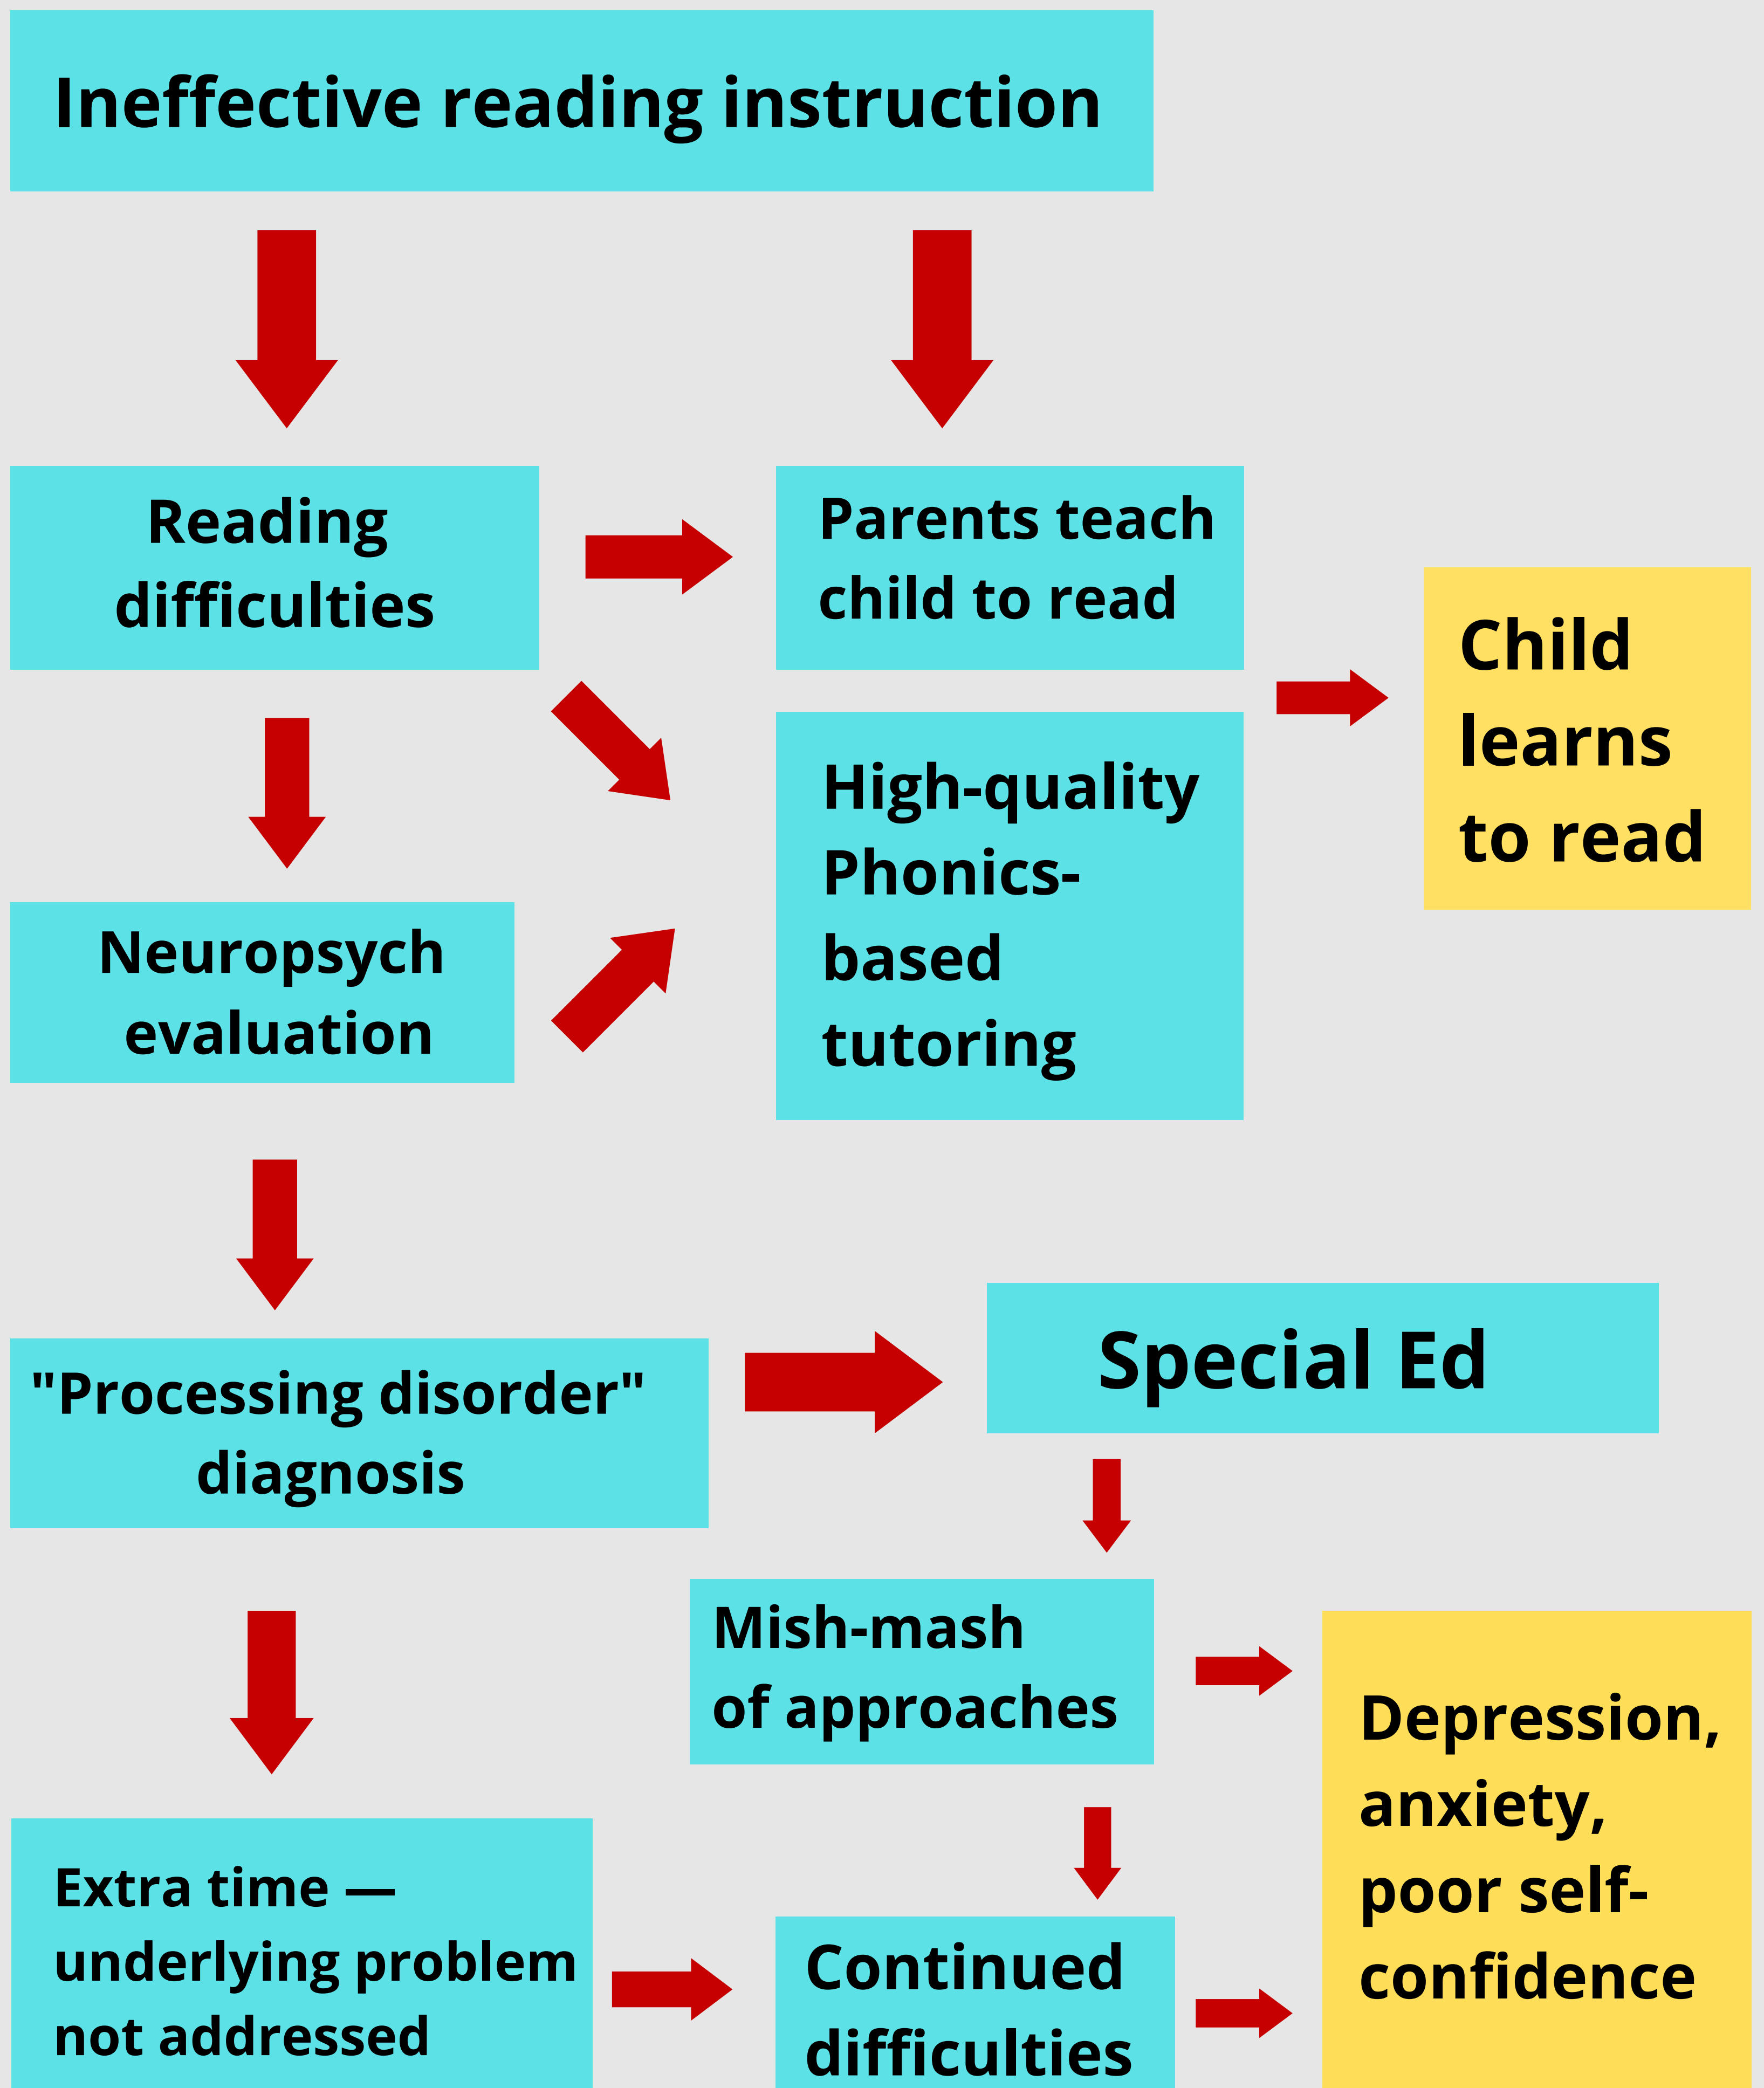 Ineffective reading instruction
Reading
difficulties
Parents teach
child to read
Child
learns
to read
High-quality
Phonics-
based
tutoring
Neuropsych
evaluation
"Processing disorder"
diagnosis
Special Ed
Mish-mash
of approaches
Depression,
anxiety,
poor self-
confidence
Extra time —
underlying problem
not addressed
Continued
difficulties